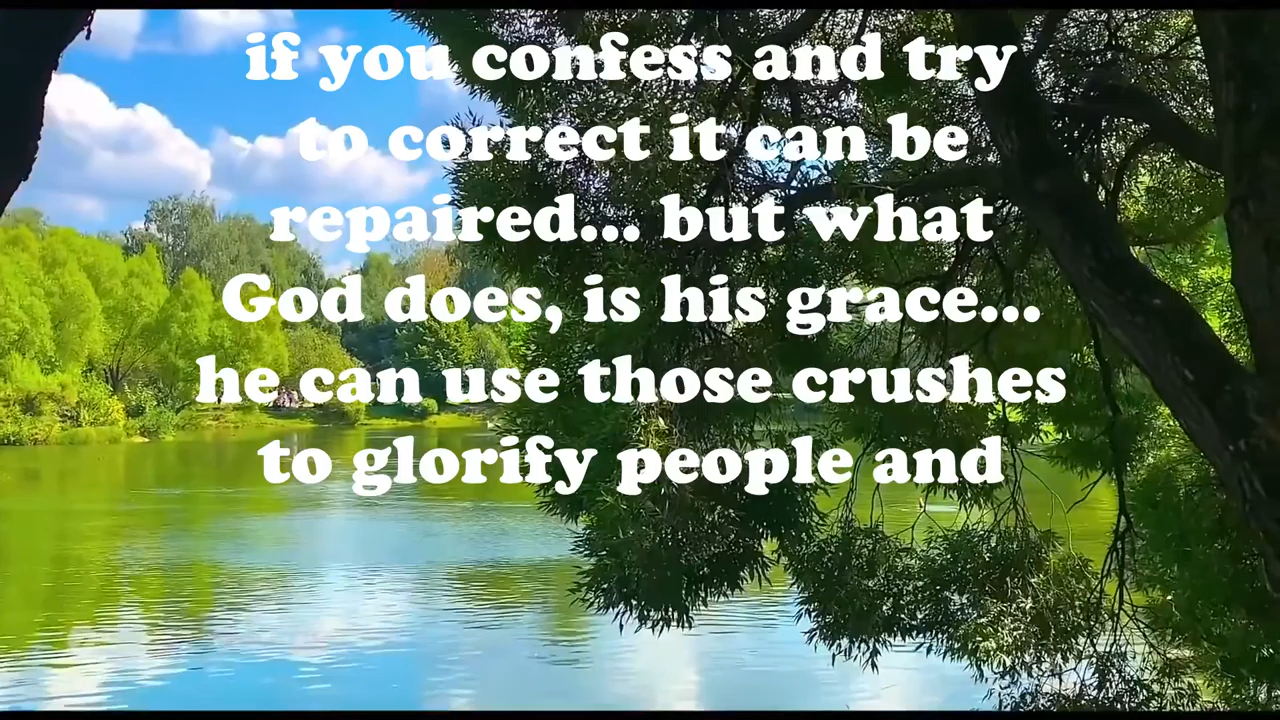 if you confess and try
to correct it can be
repaired... but what
God does, is his grace...
he can use those crushes
to glorify people and